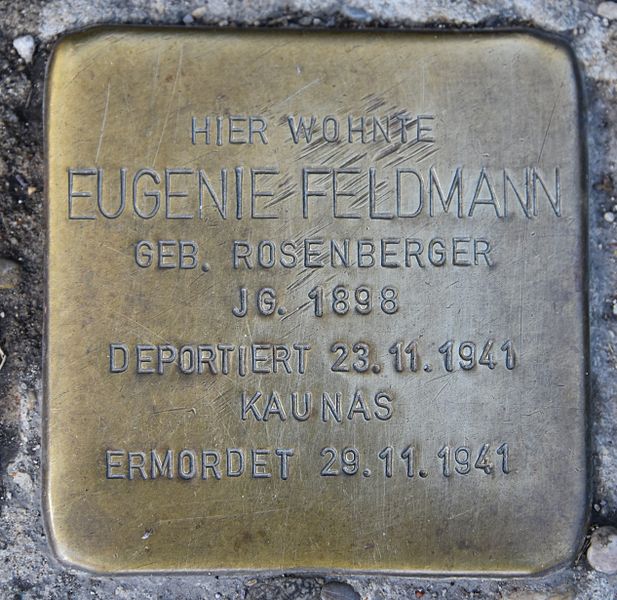 HIER WOHNTE
EUGENIE FELDMANN
GEB. ROSENBERGER
JG. 1898
DEPORTIERT 23.11.1941
KAUNAS
ERMORDET 29.11.1941